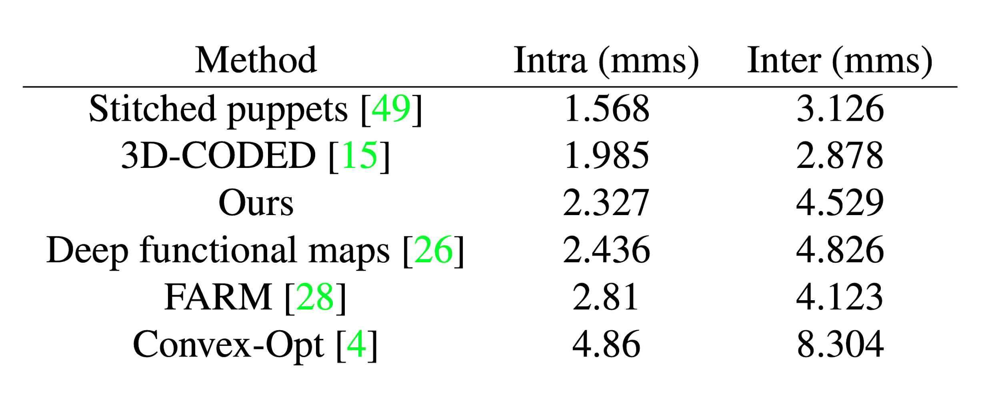 Method Intra (mms) Inter (mms)
Stitched puppets [49] 1.568 3.126
3D-CODED [15] 1.985 2.878
Ours 2.327 4.529
Deep functional maps [26] 2.436 4.826
FARM [28] 2.81 4.123
Convex-Opt [4] 4.86 8.304